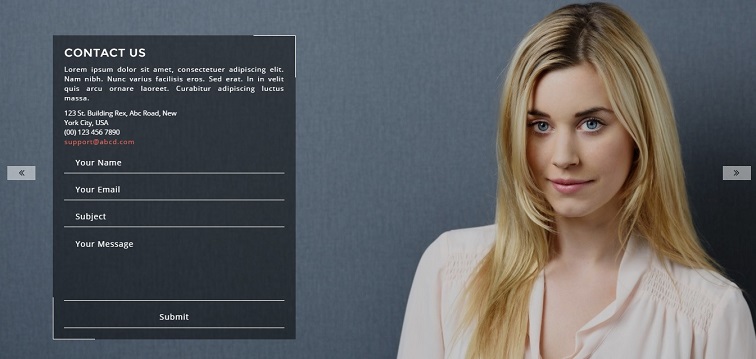 CONTACT US
Lorem ipsum dolor sit amet, consectetuer adipiscing elit.
Nam nibh. Nunc varius facilisis eros. Sed erat. In in velit
quis arcu ornare laoreet. Curabitur adipiscing luctus
massa.
123 St. Building Rex, Abc Road, New
York City, USA
(00) 123 456 7890
support@abcd.com
Your Name
Your Email
Subject
Your Message
Submit